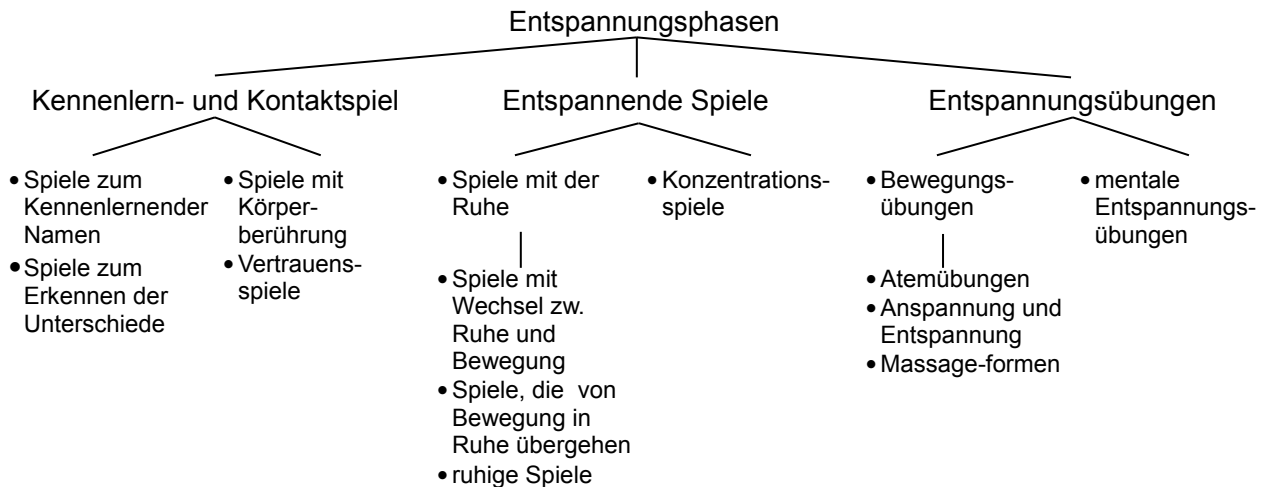 Entspannungsphasen
Kennenlern- und Kontaktspiel
Entspannende Spiele
Entspannungsübungen
• Spiele zum
Kennenlernender
Namen
• Spiele zum
Erkennen der
Unterschiede
• Spiele mit
Körper-
berührung
• Vertrauens-
spiele
• Spiele mit der
Ruhe
• Spiele mit
Wechsel zw.
Ruhe und
Bewegung
• Spiele, die  von
Bewegung in
Ruhe übergehen
• ruhige Spiele
• Konzentrations-
spiele
• Bewegungs-
übungen
• Atemübungen
• Anspannung und
Entspannung
• Massage-formen
• mentale
Entspannungs-
übungen